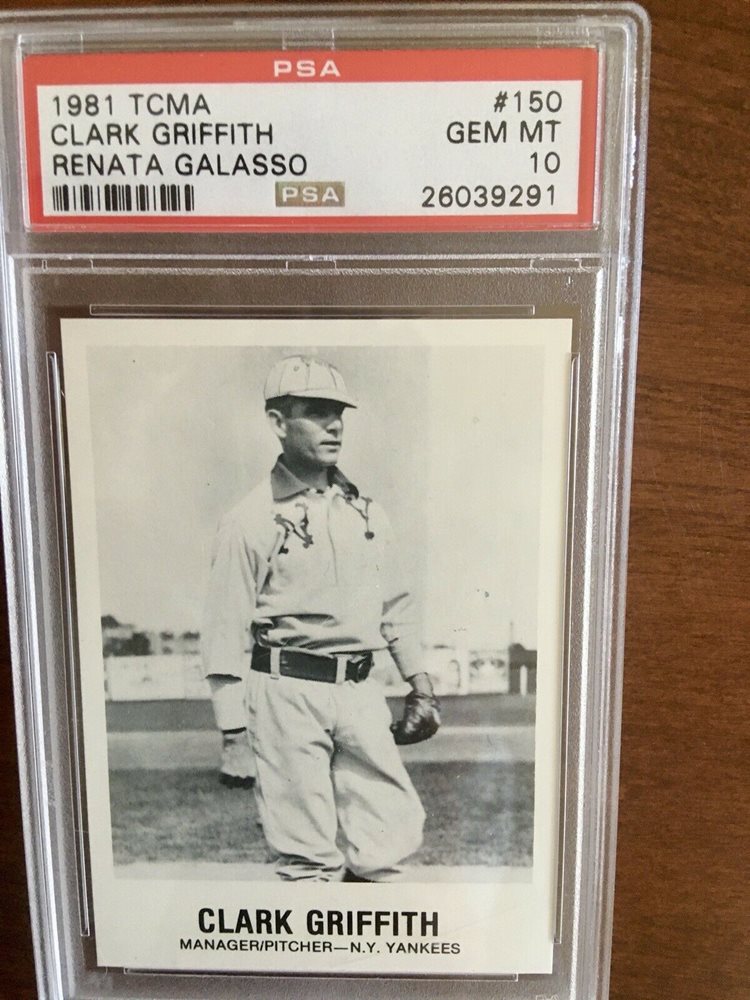 PSA
1981 TCMA #150
CLARK GRIFFITH GEM MT
RENATA GALASSO 10
PSA 26039291
CLARK GRIFFITH
MANAGER/PITCHER—N.Y. YANKEES